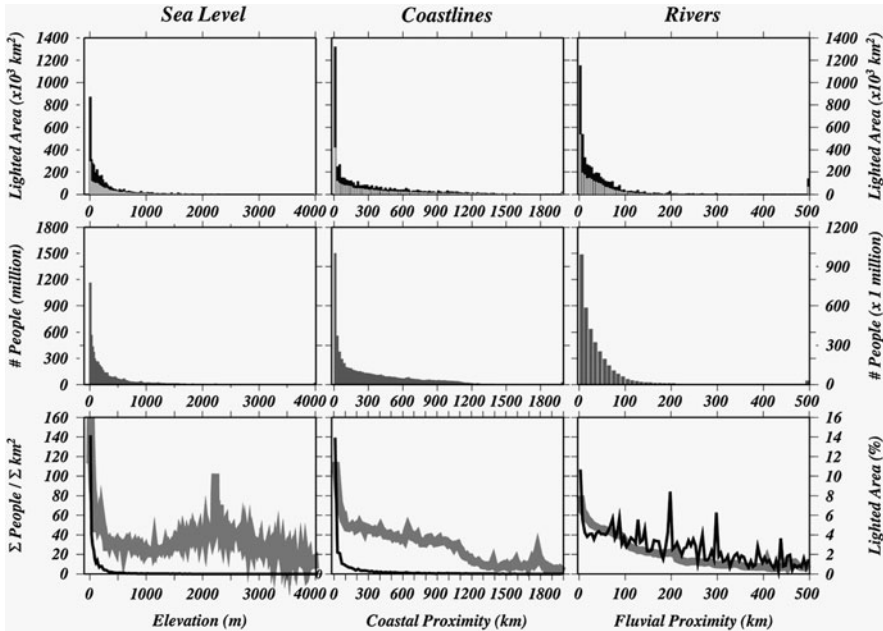 Sea Level Coastlines Rivers
Lighted Area (x10³ km²)
1400
1200
1000
800
600
400
200
0
0 1000 2000 3000 4000
0 300 600 900 1200 1500 1800
0 100 200 300 400 500
1400
1200
1000
800
600
400
200
0
Lighted Area (x10³ km²)
# People (million)
1800
1500
1200
900
600
300
0
0 1000 2000 3000 4000
0 300 600 900 1200 1500 1800
0 100 200 300 400 500
1200
900
600
300
0
# People (x 1 million)
Σ People / Σ km²
160
140
120
100
80
60
40
20
0
0 1000 2000 3000 4000
0
0 300 600 900 1200 1500 1800
0 100 200 300 400 500
16
14
12
10
8
6
4
2
0
Lighted Area (%)
Elevation (m) Coastal Proximity (km) Fluvial Proximity (km)